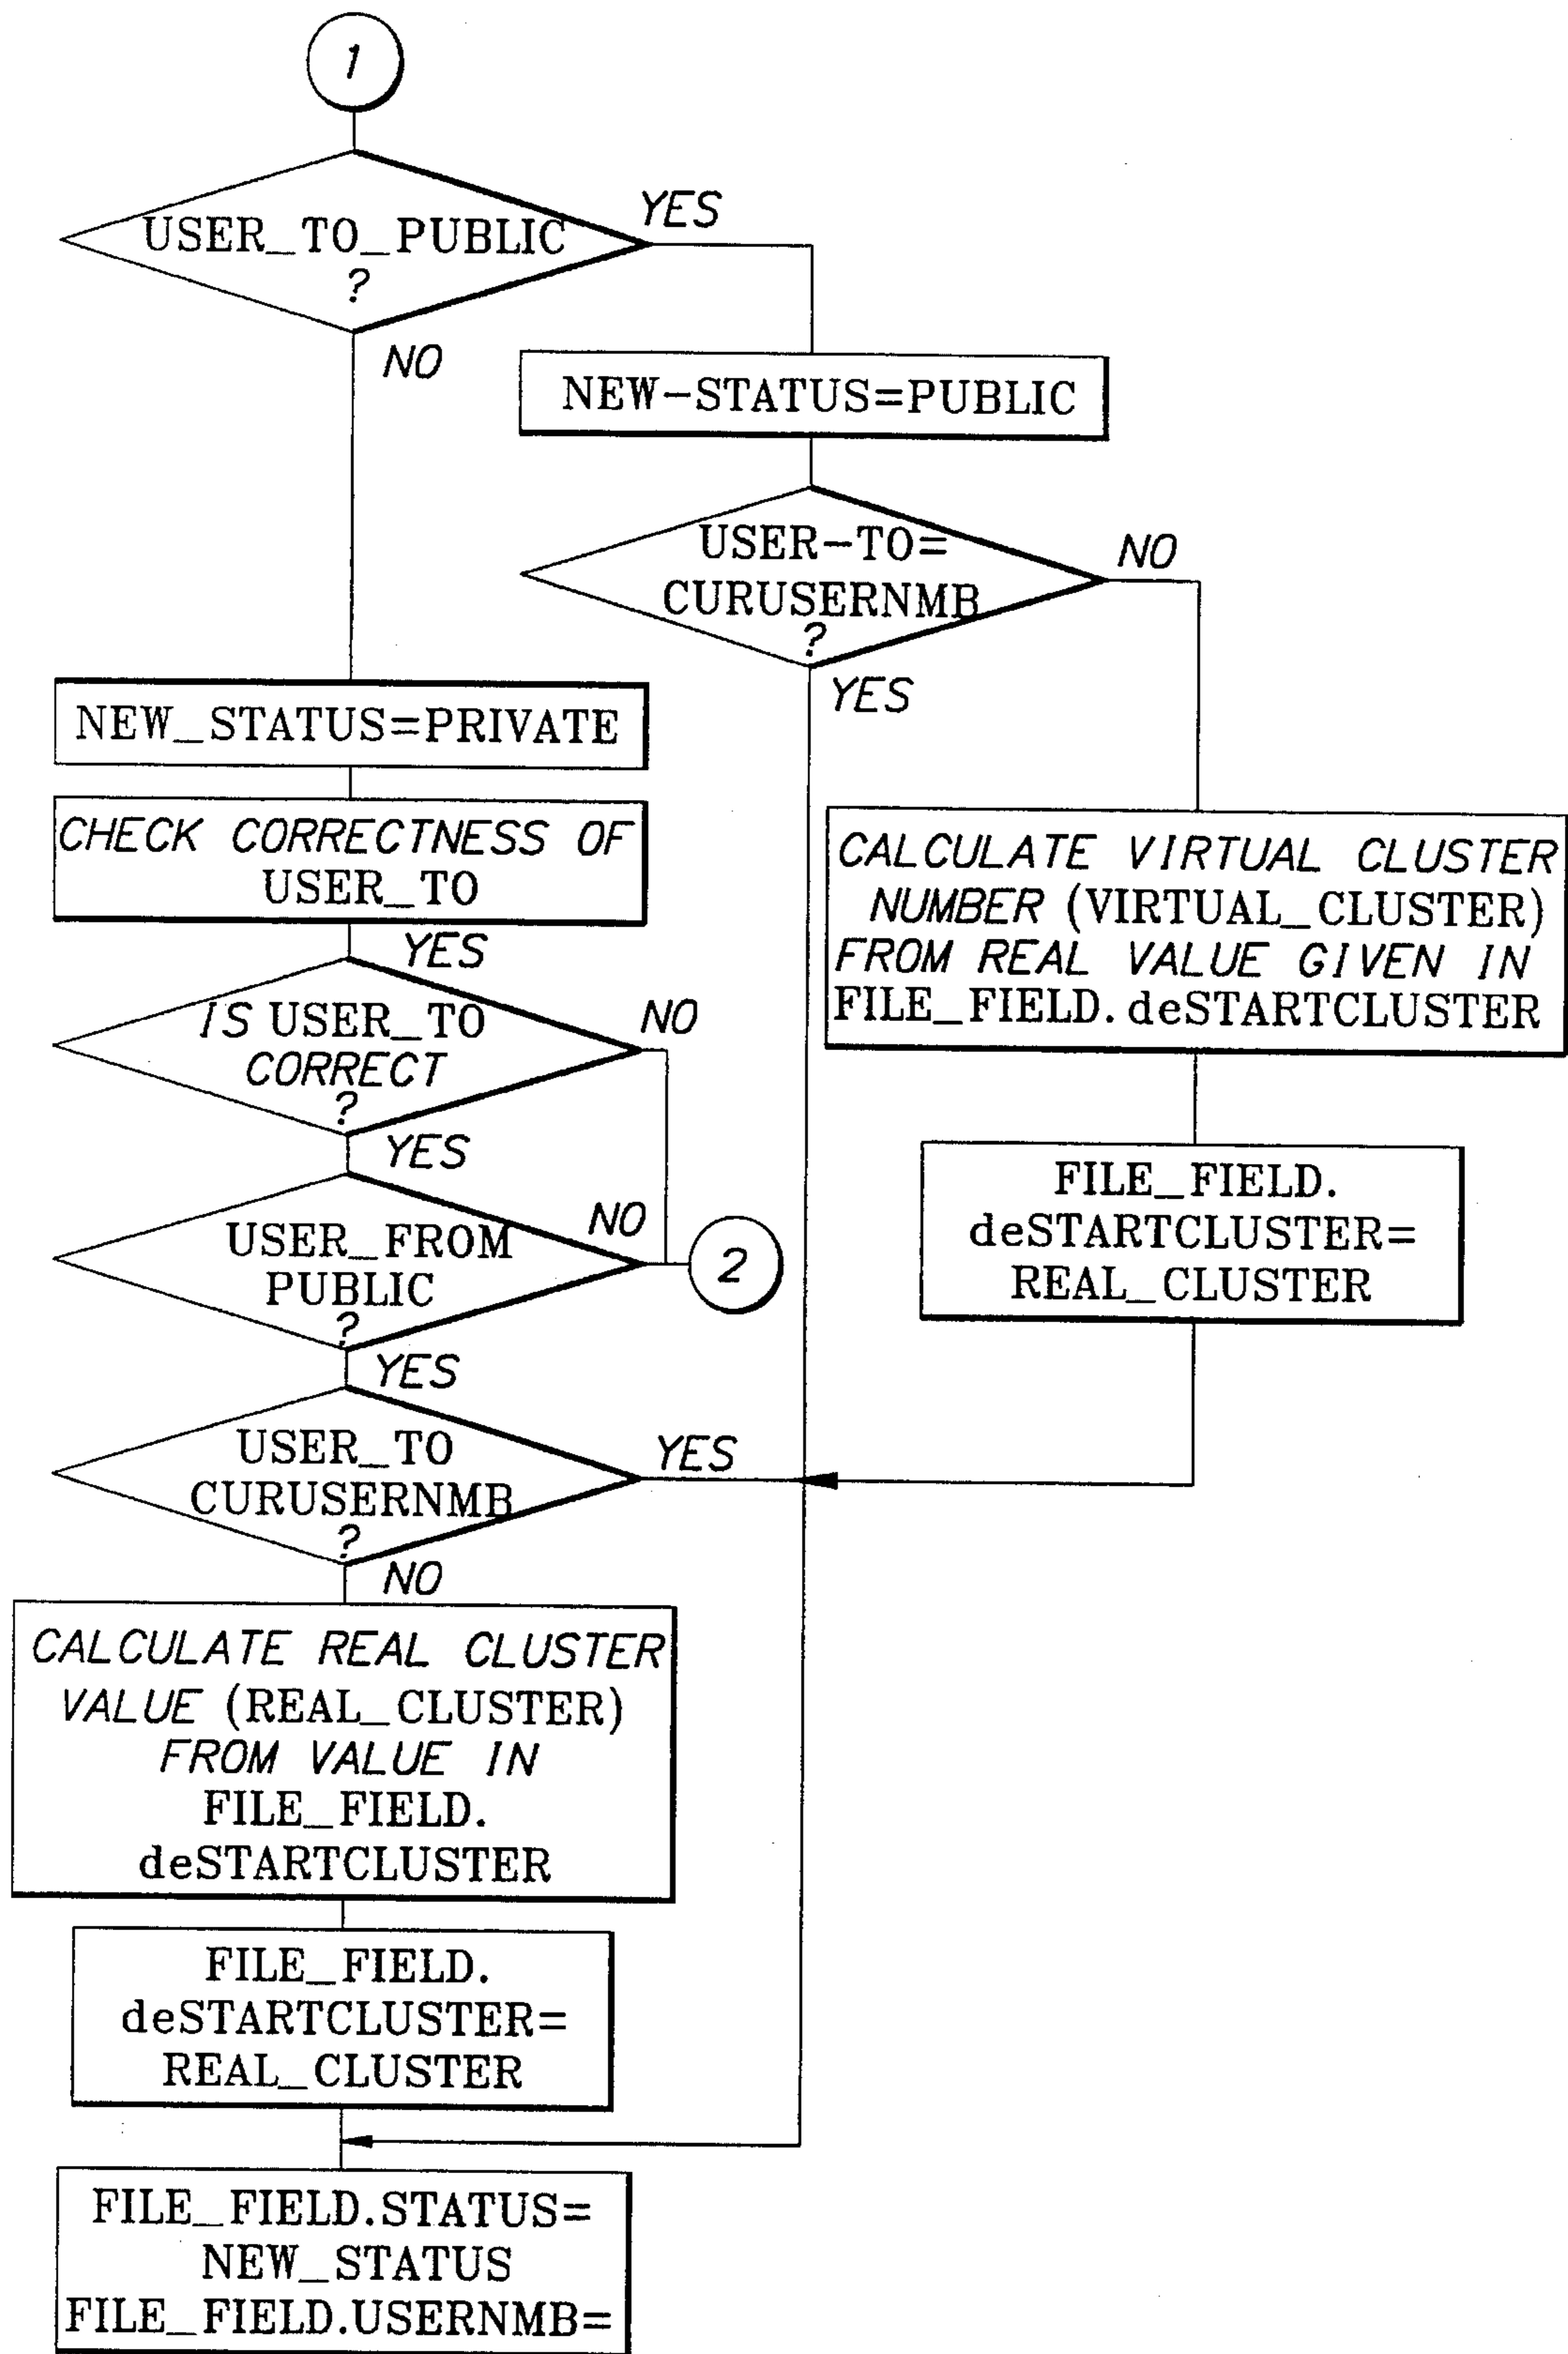 1
USER_TO_PUBLIC
?
YES
NO
NEW-STATUS=PUBLIC
USER-TO=
CURUSERNMB
?
NO
YES
NEW_STATUS=PRIVATE
CHECK CORRECTNESS OF
USER_TO
YES
CALCULATE VIRTUAL CLUSTER
NUMBER (VIRTUAL_CLUSTER)
FROM REAL VALUE GIVEN IN
FILE_FIELD.deSTARTCLUSTER
IS USER_TO
CORRECT
?
NO
YES
FILE_FIELD.
deSTARTCLUSTER=
REAL_CLUSTER
USER_FROM
PUBLIC
?
NO
2
YES
USER_TO
CURUSERNMB
?
YES
NO
CALCULATE REAL CLUSTER
VALUE (REAL_CLUSTER)
FROM VALUE IN
FILE_FIELD.
deSTARTCLUSTER
FILE_FIELD.
deSTARTCLUSTER=
REAL_CLUSTER
FILE_FIELD.STATUS=
NEW_STATUS
FILE_FIELD.USERNMB=